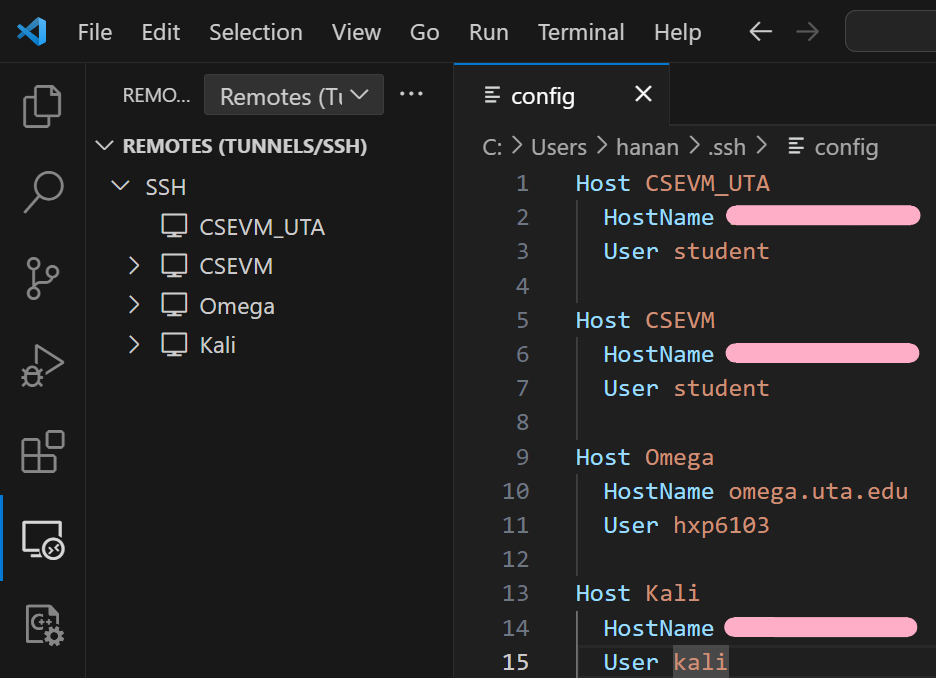 File Edit Selection View Go Run Terminal Help
REMO... Remotes (Tu ...
REMOTES (TUNNELS/SSH)
SSH
CSEVM_UTA
CSEVM
Omega
Kali
config
C: > Users > hanan > .ssh > config
1 Host CSEVM_UTA
2 HostName
3 User student
4
5 Host CSEVM
6 HostName
7 User student
8
9 Host Omega
10 HostName omega.uta.edu
11 User hxp6103
12
13 Host Kali
14 HostName
15 User kali